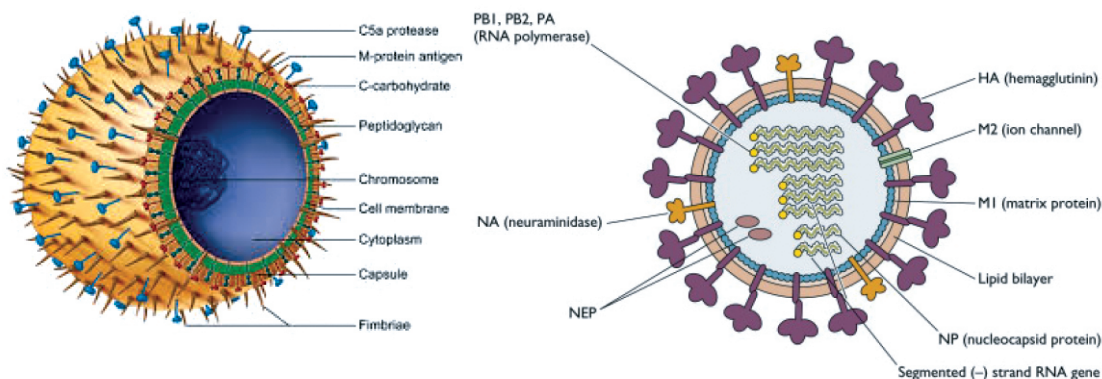 C5a protease
M-protein antigen
C-carbohydrate
Peptidoglycan
Chromosome
Cell membrane
Cytoplasm
Capsule
Fimbriae
PB1, PB2, PA
(RNA polymerase)
NA (neuraminidase)
NEP
HA (hemagglutinin)
M2 (ion channel)
M1 (matrix protein)
Lipid bilayer
NP (nucleocapsid protein)
Segmented (–) strand RNA gene